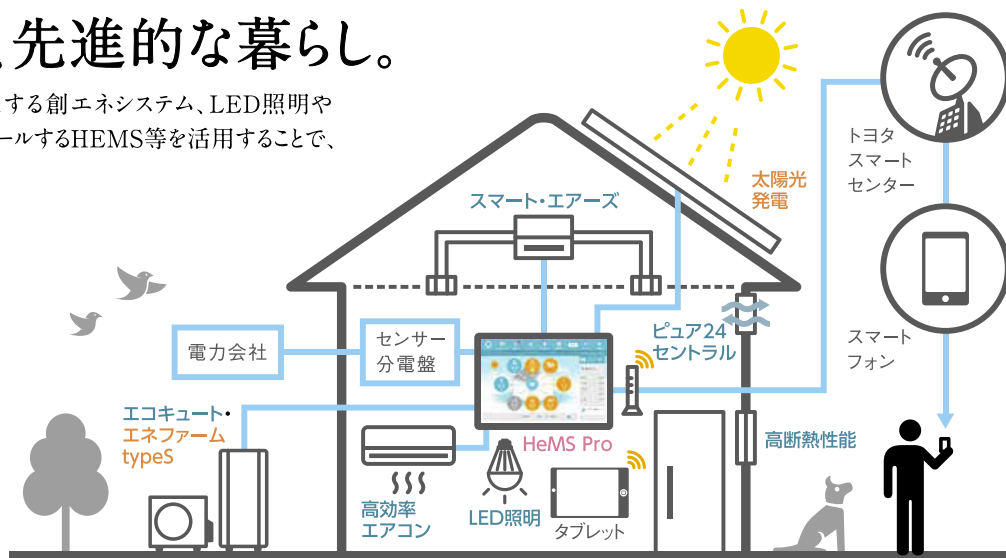 、先進的な暮らし。
する創エネシステム、LED照明や
ールするHEMS等を活用することで、
トヨタ
スマート
センター
太陽光
発電
スマート・エアーズ
電力会社
センサー
分電盤
ピュア24
セントラル
スマート
フォン
エコキュート・
エネファーム
typeS
HeMS Pro
高断熱性能
高効率
エアコン
LED照明
タブレット